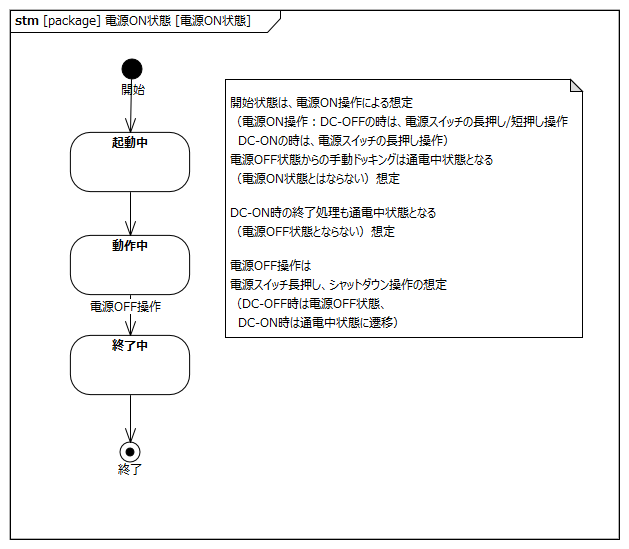 stm [package] 電源ON状態 [電源ON状態]
開始
起動中
動作中
電源OFF操作
終了中
終了
開始状態は、電源ON操作による想定
（電源ON操作：DC-OFFの時は、電源スイッチの長押し/短押し操作
DC-ONの時は、電源スイッチの長押し操作）
電源OFF状態からの手動ドッキングは通電中状態となる
（電源ON状態とはならない）想定
DC-ON時の終了処理も通電中状態となる
（電源OFF状態とならない）想定
電源OFF操作は
電源スイッチ長押し、シャットダウン操作の想定
（DC-OFF時は電源OFF状態、
DC-ON時は通電中状態に遷移）